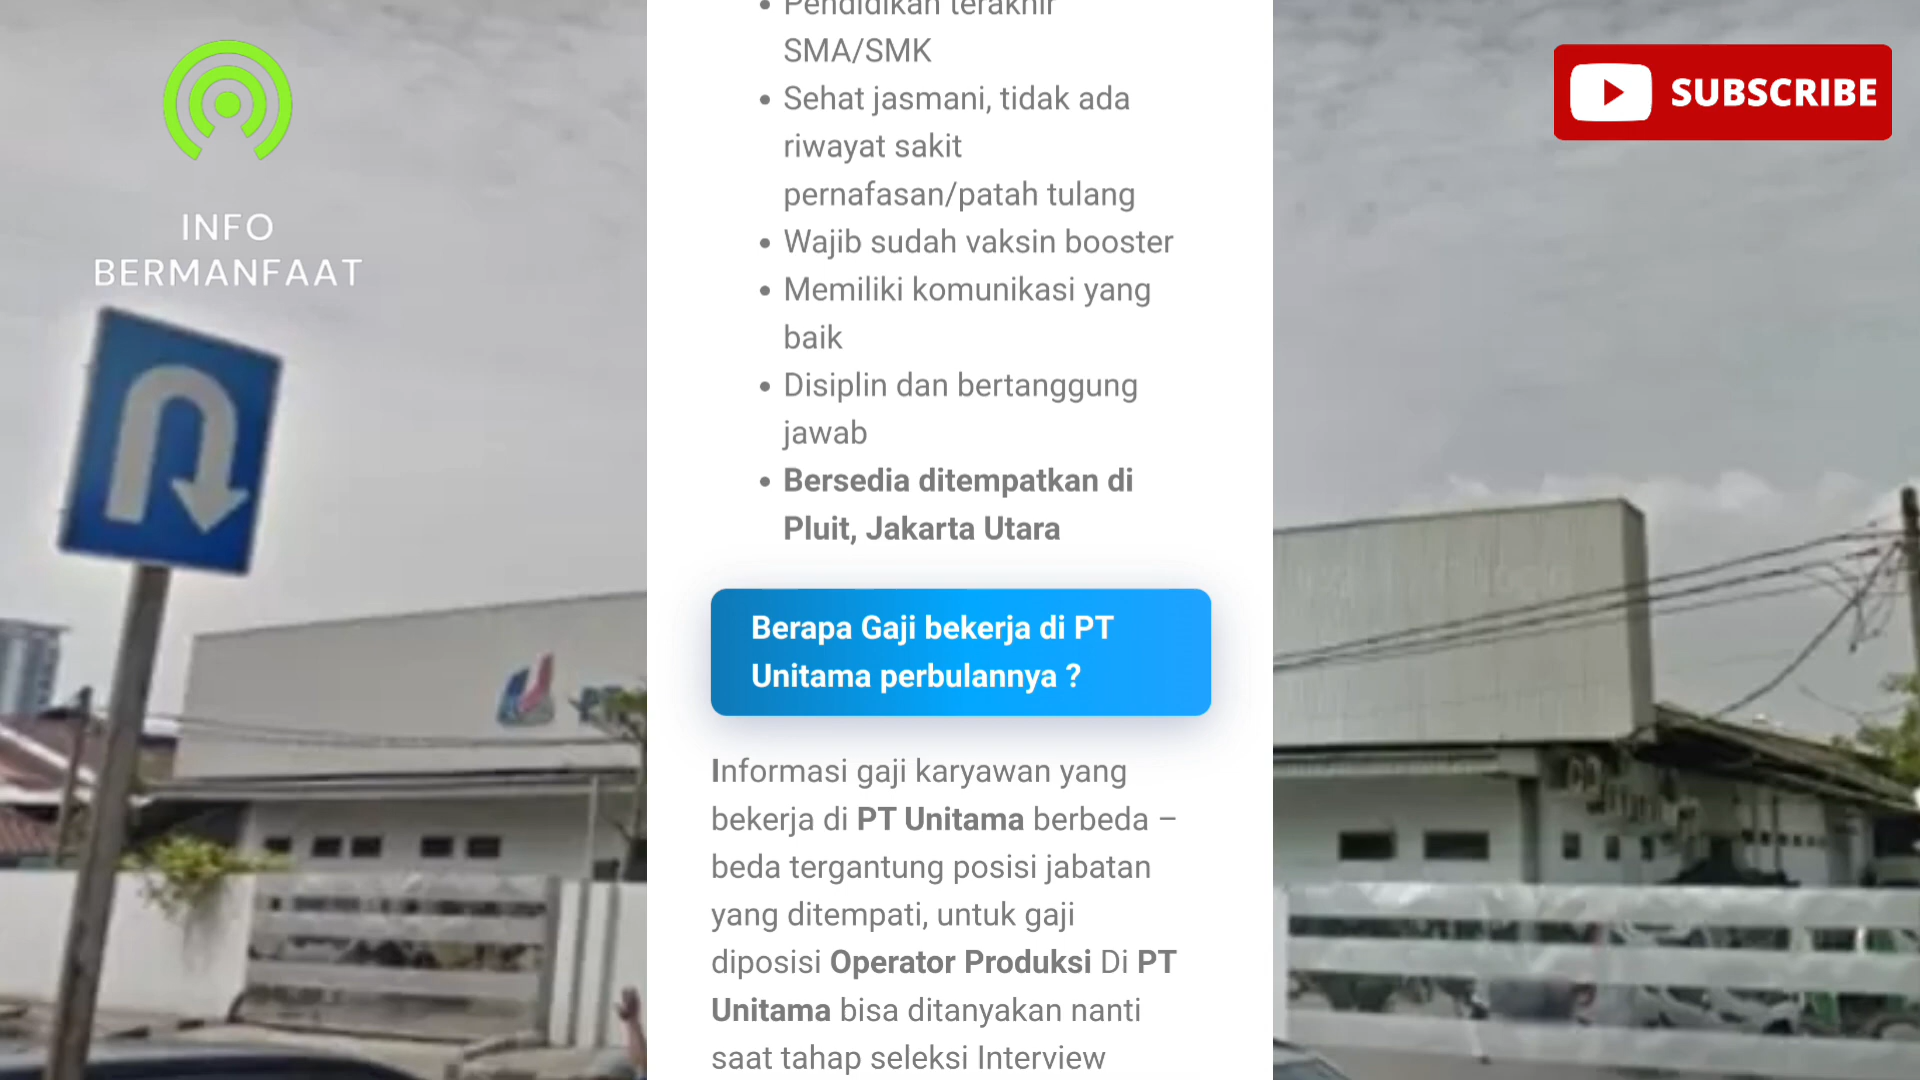 INFO
BERMANFAAT
SUBSCRIBE
SMA/SMK
• Sehat jasmani, tidak ada
riwayat sakit
pernafasan/patah tulang
• Wajib sudah vaksin booster
• Memiliki komunikasi yang
baik
• Disiplin dan bertanggung
jawab
• Bersedia ditempatkan di
Pluit, Jakarta Utara
Berapa Gaji bekerja di PT
Unitama perbulannya ?
Informasi gaji karyawan yang
bekerja di PT Unitama berbeda –
beda tergantung posisi jabatan
yang ditempati, untuk gaji
diposisi Operator Produksi Di PT
Unitama bisa ditanyakan nanti
saat tahap seleksi Interview